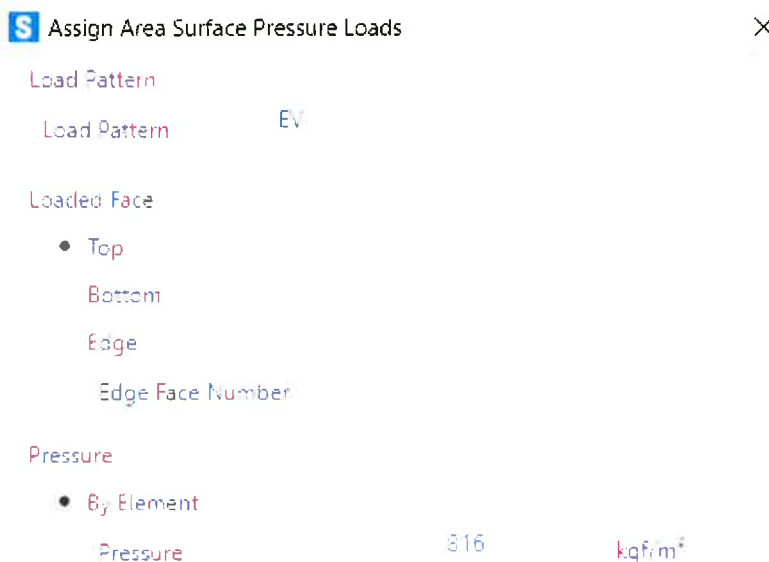 S Assign Area Surface Pressure Loads
Load Pattern
Load Pattern EV
Loaded Face
Top
Bottom
Edge
Edge Face Number
Pressure
By Element
Pressure 816 kgf/m²